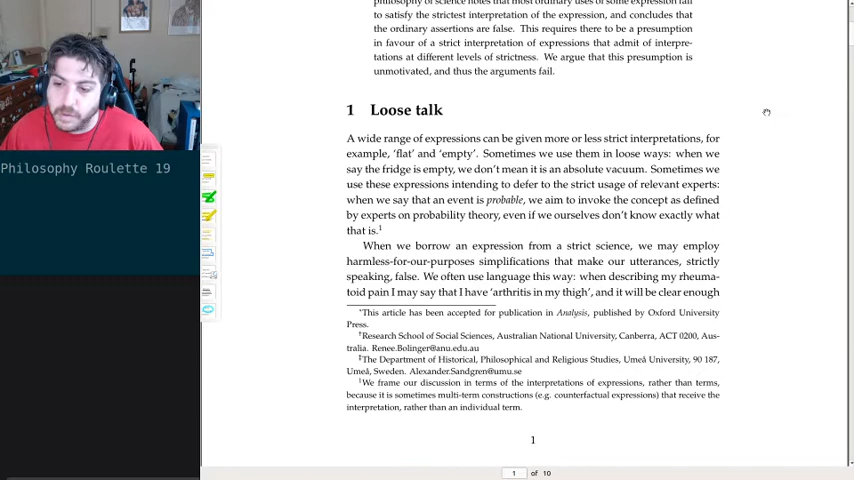 philosophy of science notes that most ordinary uses of some expression fail
to satisfy the strictest interpretation of the expression, and concludes that
the ordinary assertions are false. This requires there to be a presumption
in favour of a strict interpretation of expressions that admit of interpre-
tations at different levels of strictness. We argue that this presumption is
unmotivated, and thus the arguments fail.
1 Loose talk
A wide range of expressions can be given more or less strict interpretations, for
example, ‘flat’ and ‘empty’. Sometimes we use them in loose ways: when we
say the fridge is empty, we don’t mean it is an absolute vacuum. Sometimes we
use these expressions intending to defer to the strict usage of relevant experts:
when we say that an event is probable, we aim to invoke the concept as defined
by experts on probability theory, even if we ourselves don’t know exactly what
that is.1
When we borrow an expression from a strict science, we may employ
harmless-for-our-purposes simplifications that make our utterances, strictly
speaking, false. We often use language this way: when describing my rheuma-
toid pain I may say that I have ‘arthritis in my thigh’, and it will be clear enough
*This article has been accepted for publication in Analysis, published by Oxford University
Press.
†Research School of Social Sciences, Australian National University, Canberra, ACT 0200, Aus-
tralia. Renee.Bolinger@anu.edu.au
‡The Department of Historical, Philosophical and Religious Studies, Umeå University, 90 187,
Umeå, Sweden. Alexander.Sandgren@umu.se
1We frame our discussion in terms of the interpretations of expressions, rather than terms,
because it is sometimes multi-term constructions (e.g. counterfactual expressions) that receive the
interpretation, rather than an individual term.
1
Philosophy Roulette 19
1 of 10